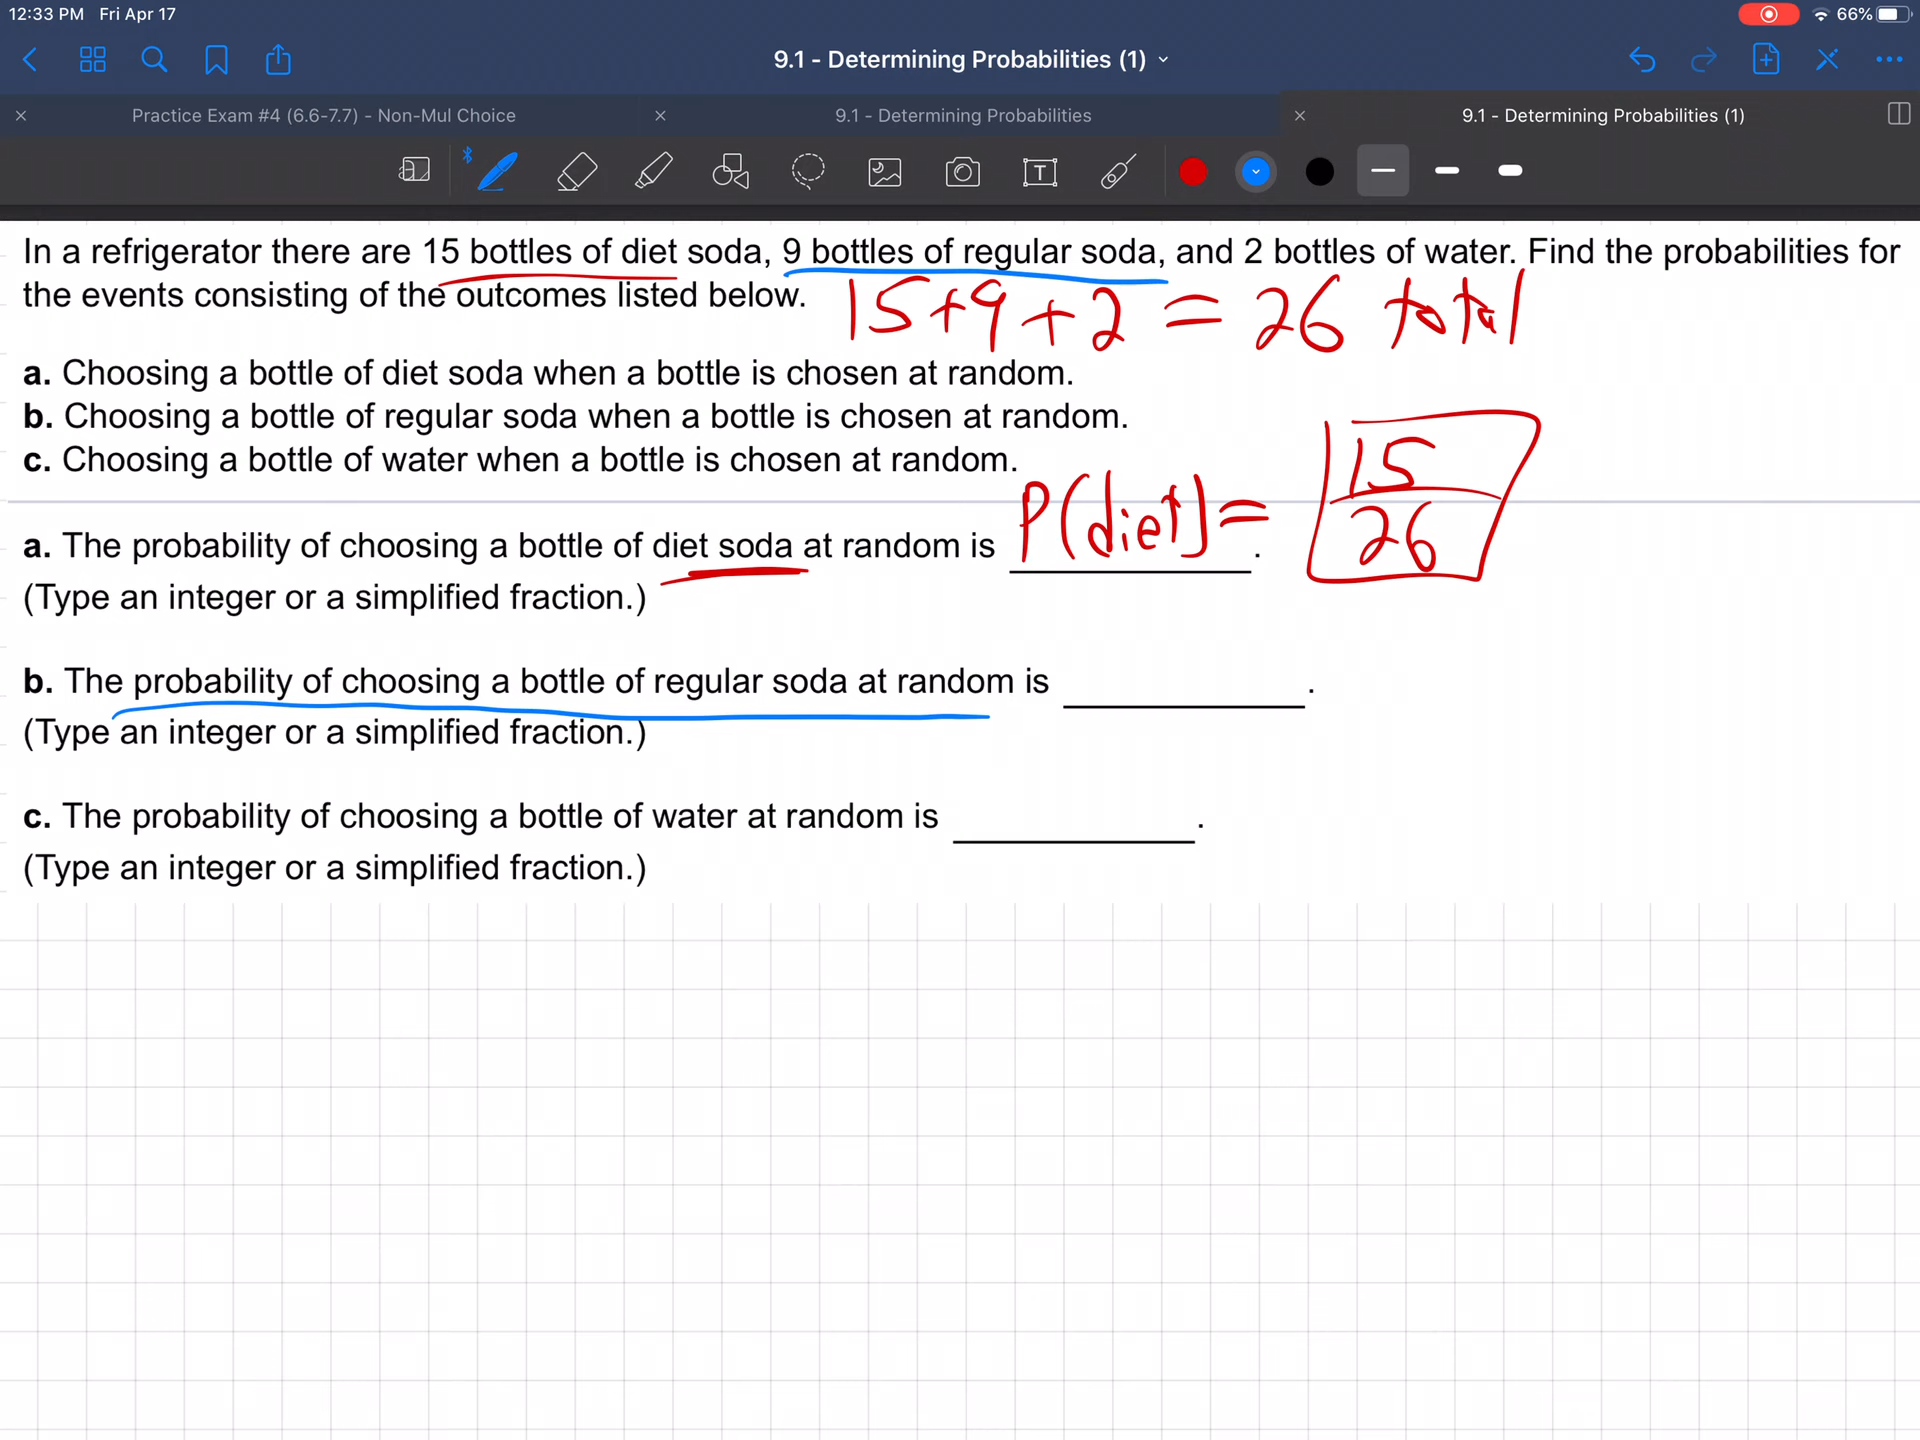 12:33 PM Fri Apr 17
66%
9.1 - Determining Probabilities (1)
Practice Exam #4 (6.6-7.7) - Non-Mul Choice
9.1 - Determining Probabilities
9.1 - Determining Probabilities (1)
T
In a refrigerator there are 15 bottles of diet soda, 9 bottles of regular soda, and 2 bottles of water. Find the probabilities for
the events consisting of the outcomes listed below.
15+9+2=26 total
a. Choosing a bottle of diet soda when a bottle is chosen at random.
b. Choosing a bottle of regular soda when a bottle is chosen at random.
c. Choosing a bottle of water when a bottle is chosen at random.
a. The probability of choosing a bottle of diet soda at random is ____.
P(diet)=
15
26
(Type an integer or a simplified fraction.)
b. The probability of choosing a bottle of regular soda at random is ____.
(Type an integer or a simplified fraction.)
c. The probability of choosing a bottle of water at random is ____.
(Type an integer or a simplified fraction.)